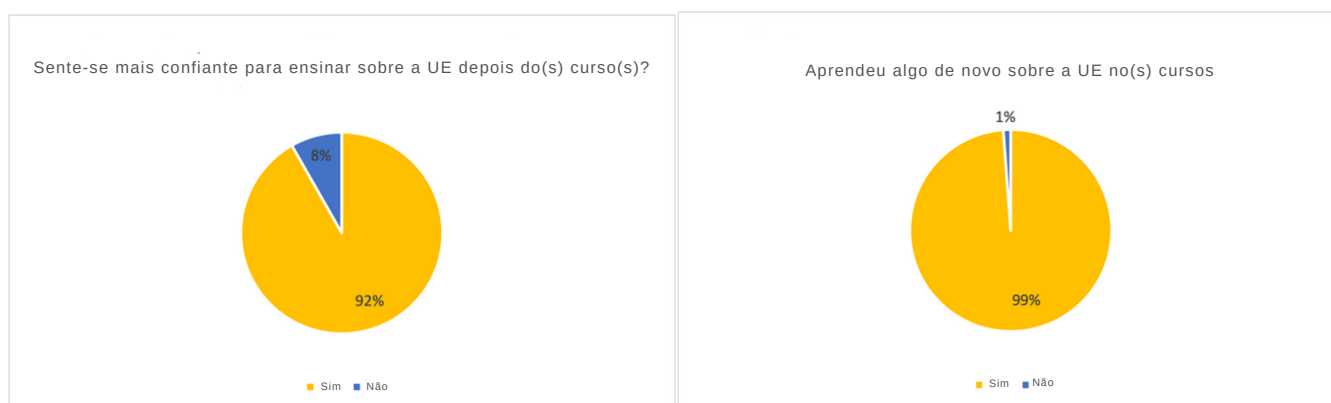 Sente-se mais confiante para ensinar sobre a UE depois do(s) curso(s)?
8%
92%
Sim
Não
Aprendeu algo de novo sobre a UE no(s) cursos
1%
99%
Sim
Não